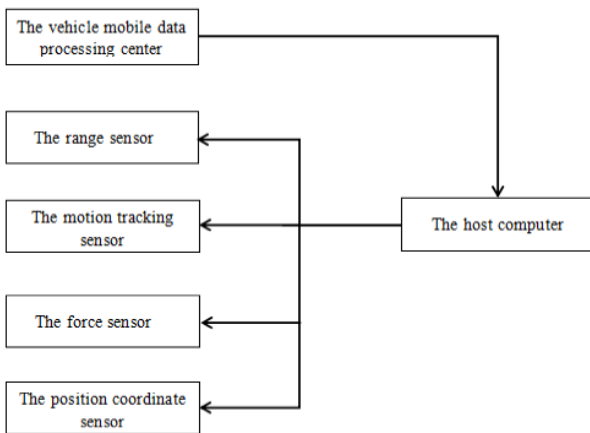 The vehicle mobile data
processing center
The range sensor
The motion tracking
sensor
The host computer
The force sensor
The position coordinate
sensor